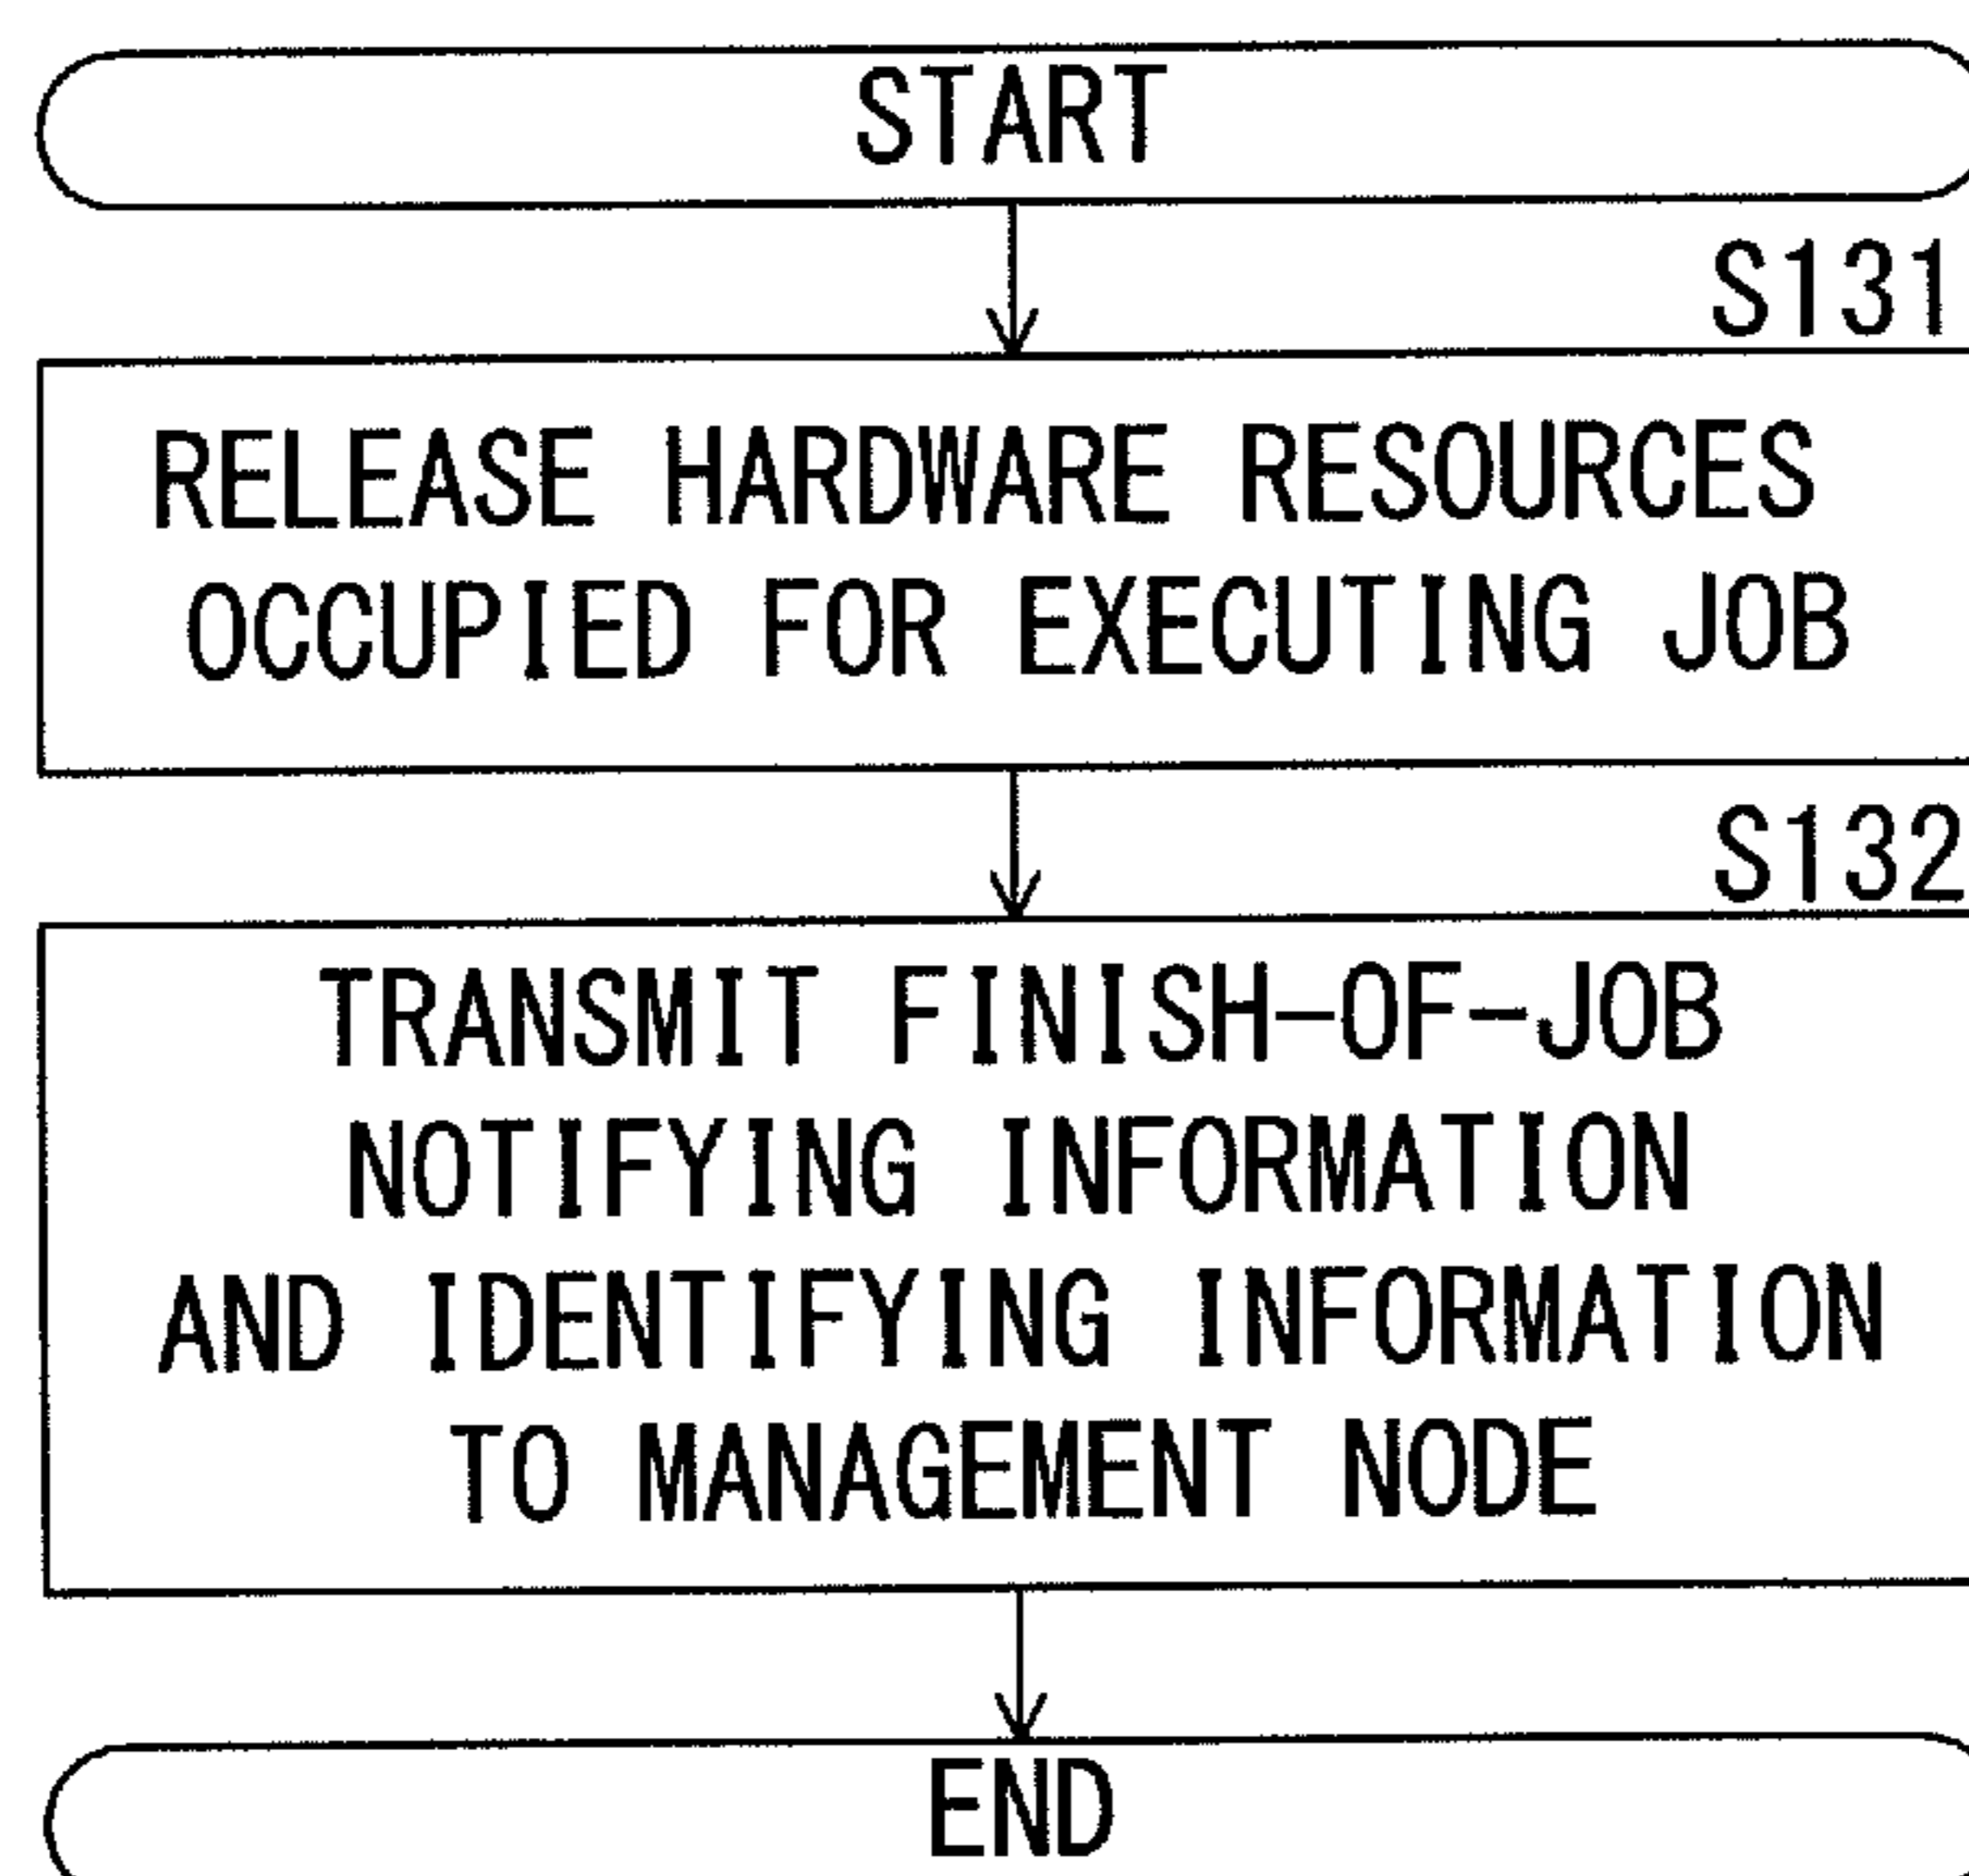 START
S131
RELEASE HARDWARE RESOURCES
OCCUPIED FOR EXECUTING JOB
S132
TRANSMIT FINISH-OF-JOB
NOTIFYING INFORMATION
AND IDENTIFYING INFORMATION
TO MANAGEMENT NODE
END